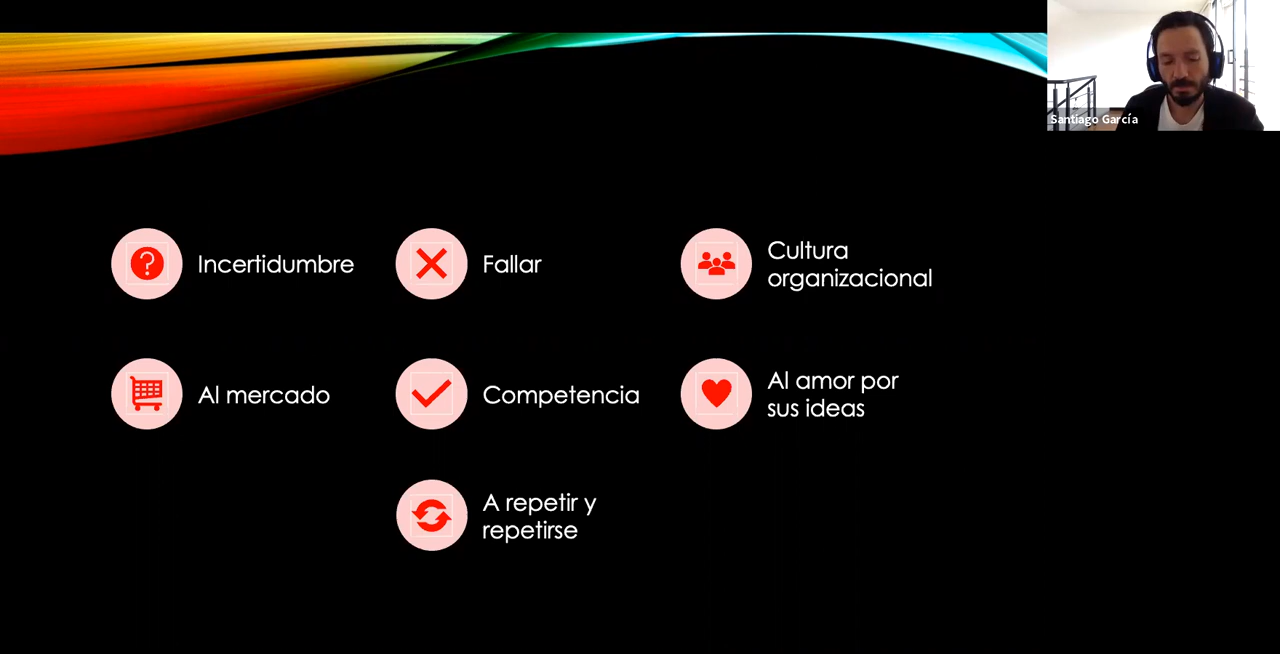 Santiago García
Incertidumbre
Fallar
Cultura
organizacional
Al mercado
Competencia
Al amor por
sus ideas
A repetir y
repetirse